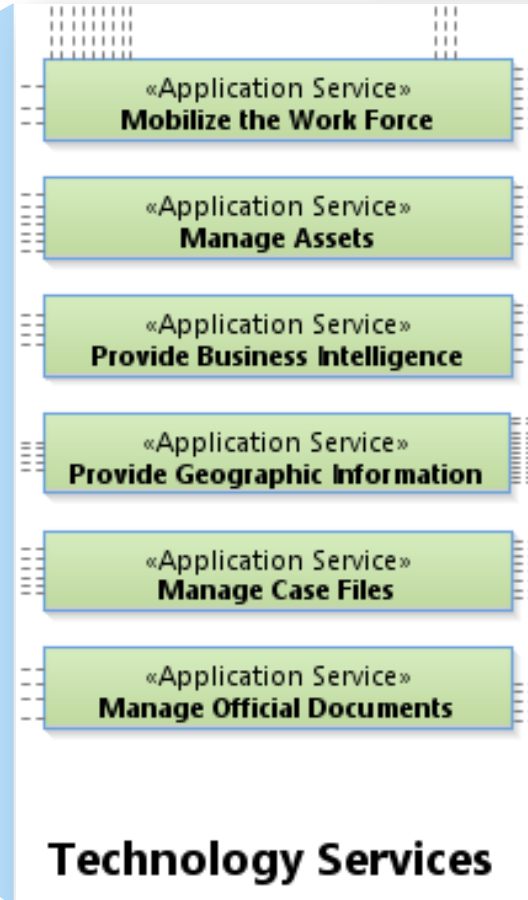 «Application Service»
Mobilize the Work Force
«Application Service»
Manage Assets
«Application Service»
Provide Business Intelligence
«Application Service»
Provide Geographic Information
«Application Service»
Manage Case Files
«Application Service»
Manage Official Documents
Technology Services